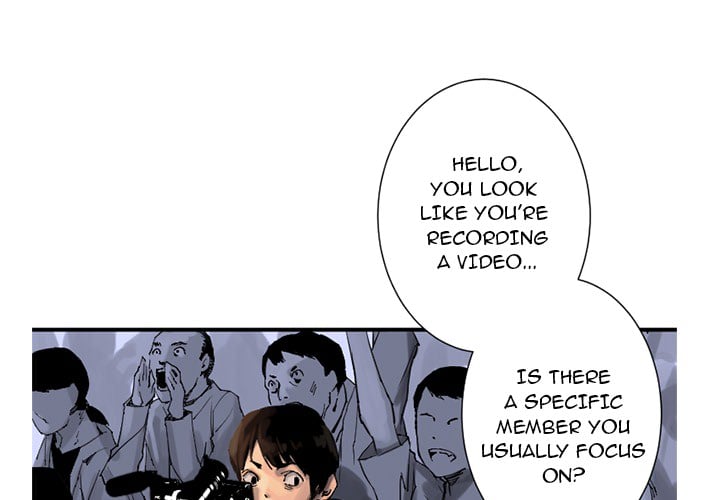 HELLO,
YOU LOOK
LIKE YOU'RE
RECORDING
A VIDEO...
IS THERE
A SPECIFIC
MEMBER YOU
USUALLY FOCUS
ON?